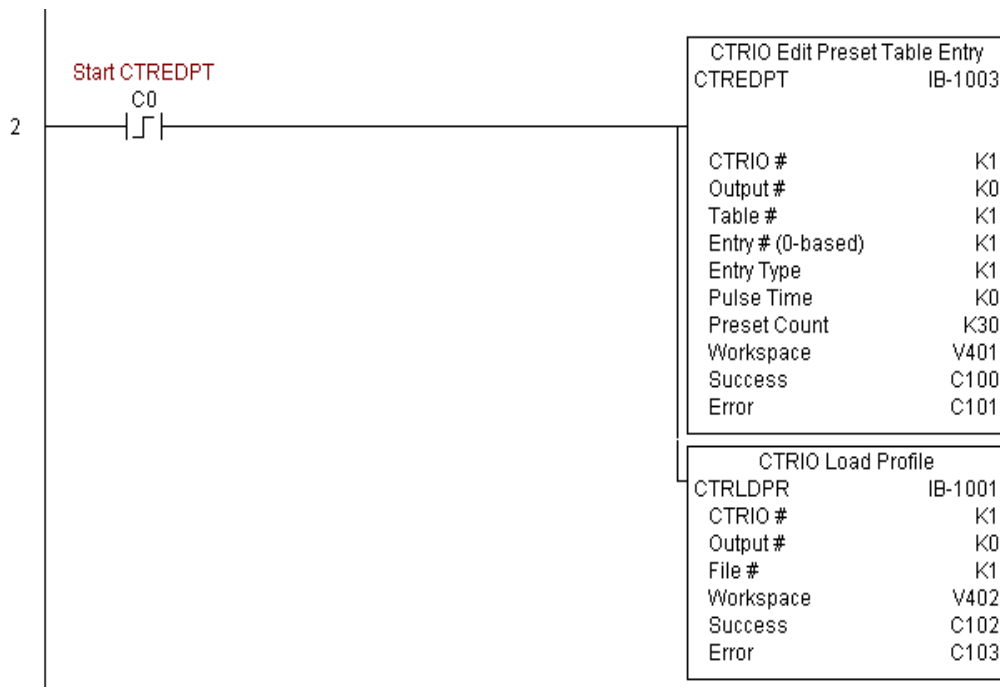 Start CTREDPT
C0
2
CTRIO Edit Preset Table Entry
CTREDPT IB-1003
CTRIO # K1
Output # K0
Table # K1
Entry # (0-based) K1
Entry Type K1
Pulse Time K0
Preset Count K30
Workspace V401
Success C100
Error C101
CTRIO Load Profile
CTRLDPR IB-1001
CTRIO # K1
Output # K0
File # K1
Workspace V402
Success C102
Error C103